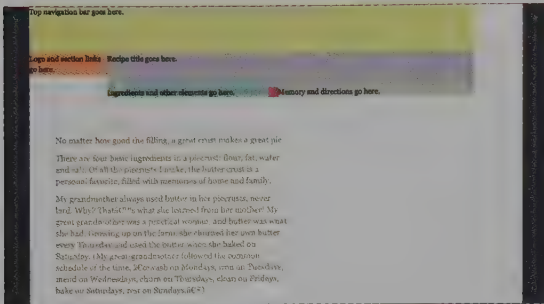 Top navigation bar goes here.
Logo and section links
go here.
Recipe title goes here.
Ingredients and other elements go here.
Memory and directions go here.
No matter how good the filling, a great crust makes a great pie
There are four basic ingredients in a piecrust: flour, fat, water
and salt. Of all the piecrusts I make, the butter crust is a
personal favorite, filled with memories of home and family.
My grandmother always used butter in her piecrusts, never
lard. Why? Thatâ€™s what she learned from her mother! My
great grandmother was a practical woman, and butter was what
she had. Growing up on the farm, she churned her own butter
every Thursday and used the butter when she baked on
Saturday. (My great-grandmother followed the common
schedule of the time, â€œwash on Mondays, iron on Tuesdays,
mend on Wednesdays, churn on Thursdays, clean on Fridays,
bake on Saturdays, rest on Sundays.â€)